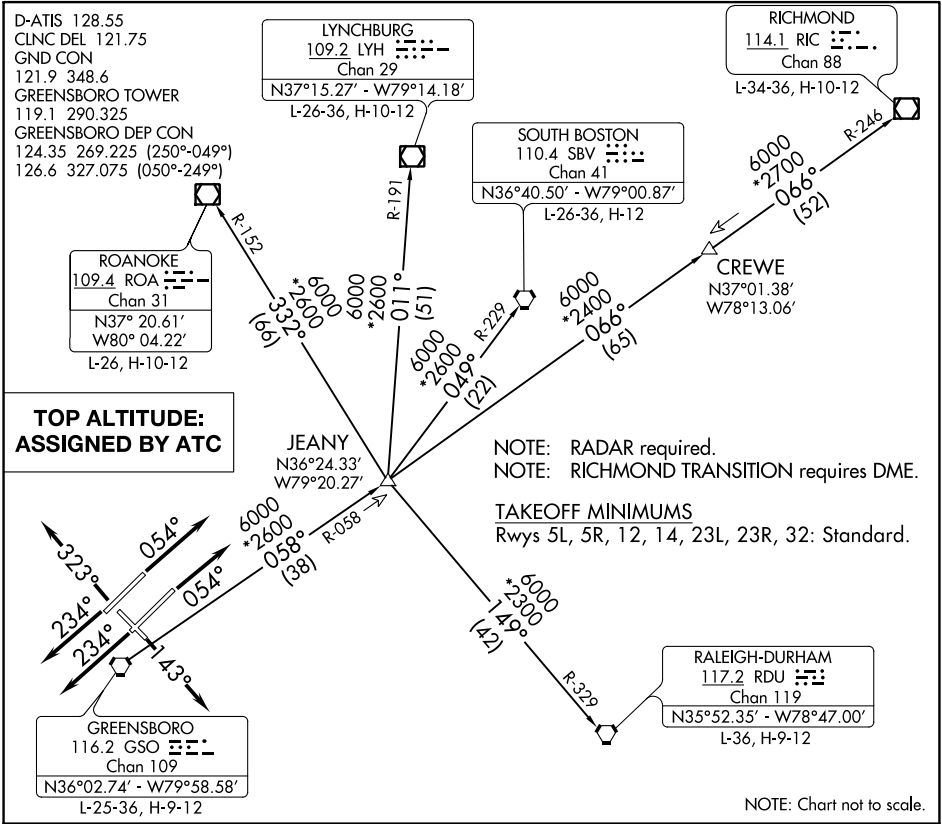 D-ATIS 128.55
CLNC DEL 121.75
GND CON
121.9 348.6
GREENSBORO TOWER
119.1 290.325
GREENSBORO DEP CON
124.35 269.225 (250°-049°)
126.6 327.075 (050°-249°)
LYNCHBURG
109.2 LYH
Chan 29
N37°15.27' - W79°14.18'
L-26-36, H-10-12
RICHMOND
114.1 RIC
Chan 88
L-34-36, H-10-12
SOUTH BOSTON
110.4 SBV
Chan 41
N36°40.50' - W79°00.87'
L-26-36, H-12
ROANOKE
109.4 ROA
Chan 31
N37° 20.61'
W80° 04.22'
L-26, H-10-12
R-152
6000
*2600
332°
(66)
R-191
6000
*2600
011°
(51)
R-229
6000
*2600
049°
(22)
R-246
6000
*2700
066°
(52)
CREWE
N37°01.38'
W78°13.06'
6000
*2400
066°
(65)
TOP ALTITUDE:
ASSIGNED BY ATC
JEANY
N36°24.33'
W79°20.27'
NOTE: RADAR required.
NOTE: RICHMOND TRANSITION requires DME.
TAKEOFF MINIMUMS
Rwys 5L, 5R, 12, 14, 23L, 23R, 32: Standard.
6000
*2600
058°
(38)
R-058
054°
054°
323°
234°
234°
143°
6000
*2300
149°
(42)
R-329
GREENSBORO
116.2 GSO
Chan 109
N36°02.74' - W79°58.58'
L-25-36, H-9-12
RALEIGH-DURHAM
117.2 RDU
Chan 119
N35°52.35' - W78°47.00'
L-36, H-9-12
NOTE: Chart not to scale.